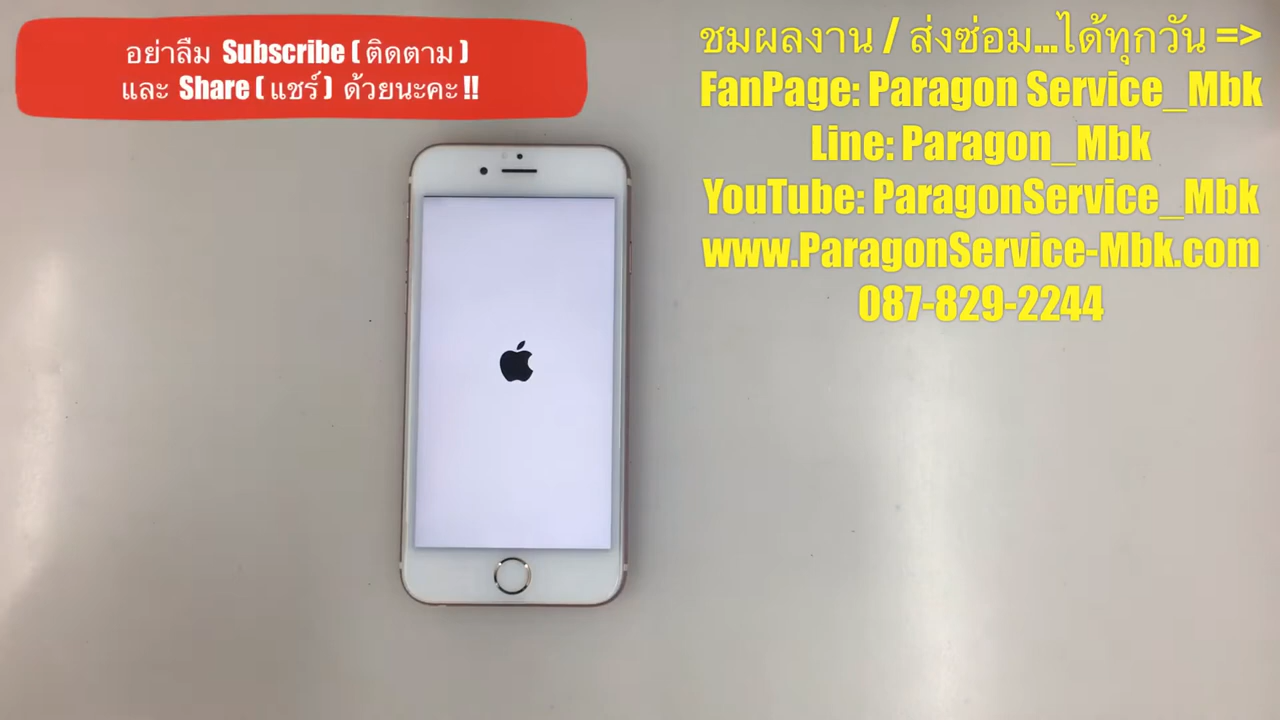 อย่าลืม Subscribe ( ติดตาม )
และ Share ( แชร์ ) ด้วยนะคะ !!
ชมผลงาน / ส่งซ่อม...ได้ทุกวัน =>
FanPage: Paragon Service_Mbk
Line: Paragon_Mbk
YouTube: ParagonService_Mbk
www.ParagonService-Mbk.com
087-829-2244